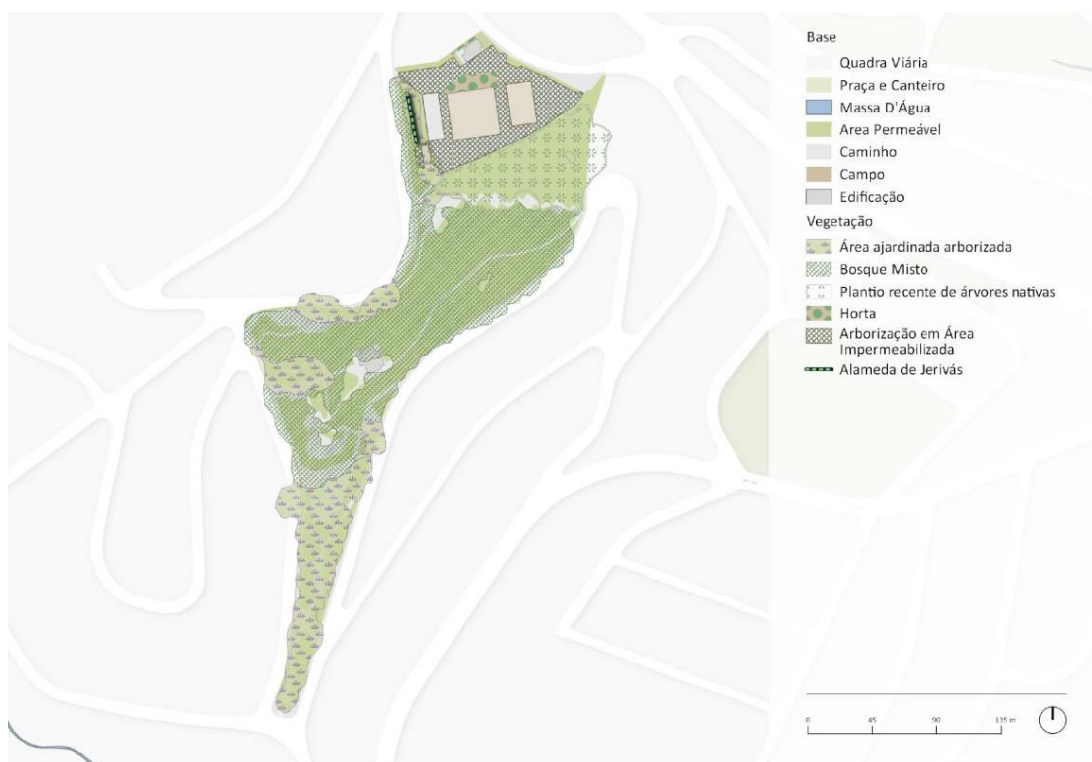 Base
Quadra Viária
Praça e Canteiro
Massa D'Água
Area Permeável
Caminho
Campo
Edificação
Vegetação
Área ajardinada arborizada
Bosque Misto
Plantio recente de árvores nativas
Horta
Arborização em Área
Impermeabilizada
Alameda de Jerivás
0 45 90 135 m